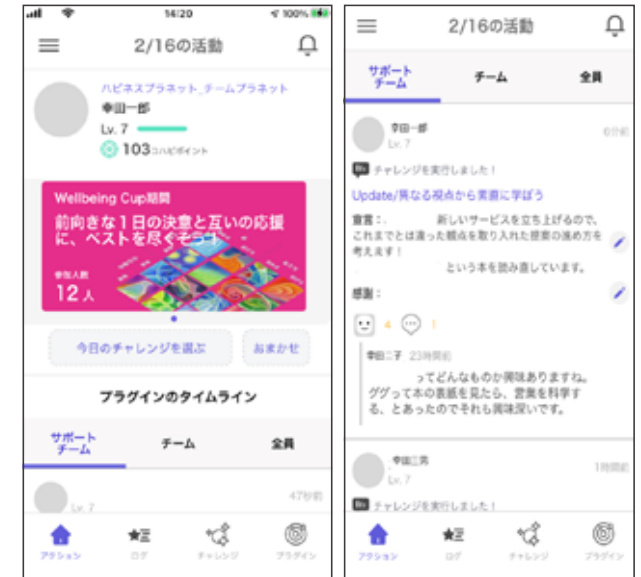 14:20
100%
2/16の活動
ハピネスプラネット_チームプラネット
幸田一郎
Lv. 7
103 コハピポイント
Wellbeing Cup期間
前向きな1日の決意と互いの応援
に、ベストを尽くそう！
参加人数
12 人
今日のチャレンジを選ぶ
おまかせ
プラグインのタイムライン
サポート
チーム
チーム
全員
Lv. 7
47秒前
アクション
ログ
チャレンジ
プラグイン
2/16の活動
サポート
チーム
チーム
全員
幸田一郎
6分前
Lv. 7
チャレンジを実行しました！
Update/異なる視点から素直に学ぼう
宣言：. 新しいサービスを立ち上げるので、
これまでとは違った観点を取り入れた提案の進め方を
考えます！
という本を読み直しています。
感謝：
4
1
幸田二子 23時間前
ってどんなものか興味ありますね。
ググって本の表紙を見たら、営業を科学す
る、とあったのでそれも興味深いです。
幸田三男
1時間前
Lv. 7
チャレンジを実行しました！
アクション
ログ
チャレンジ
プラグイン